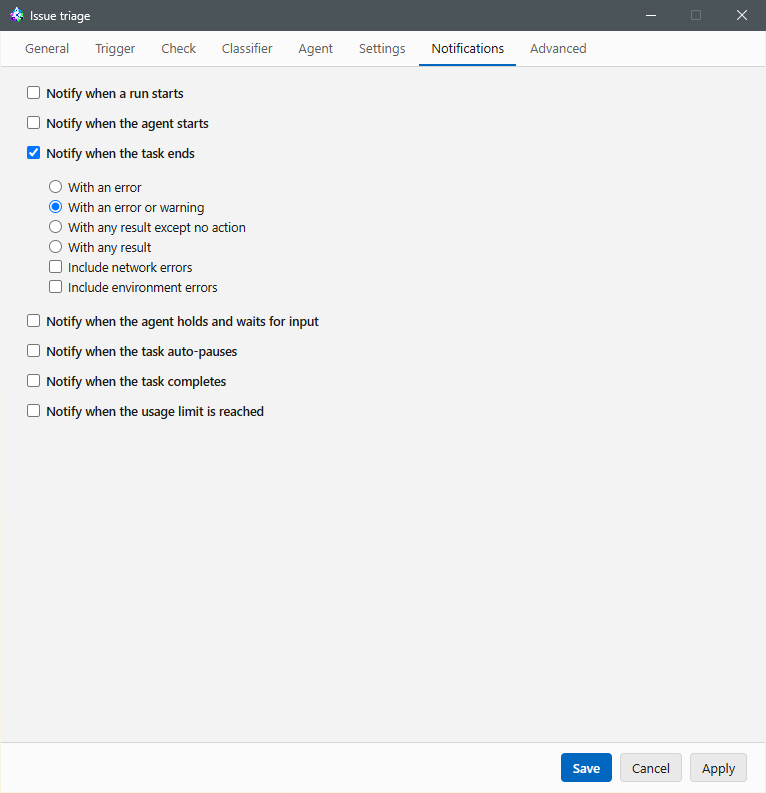 Issue triage
General Trigger Check Classifier Agent Settings Notifications Advanced
Notify when a run starts
Notify when the agent starts
Notify when the task ends
With an error
With an error or warning
With any result except no action
With any result
Include network errors
Include environment errors
Notify when the agent holds and waits for input
Notify when the task auto-pauses
Notify when the task completes
Notify when the usage limit is reached
Save Cancel Apply